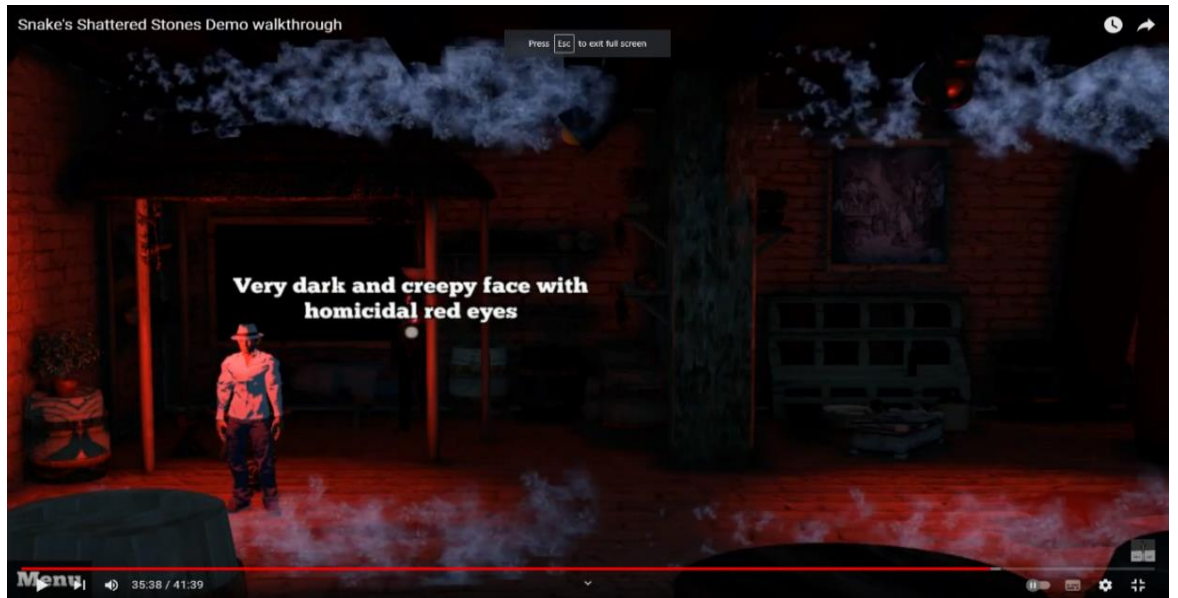 Snake's Shattered Stones Demo walkthrough
Press Esc to exit full screen
Very dark and creepy face with
homicidal red eyes
Menu
35:38 / 41:39